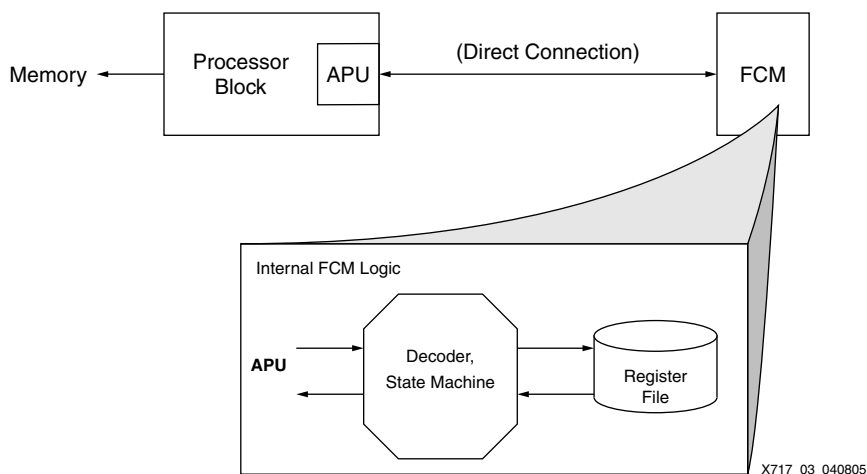 Memory
Processor
Block
APU
(Direct Connection)
FCM
Internal FCM Logic
APU
Decoder,
State Machine
Register
File
X717_03_040805